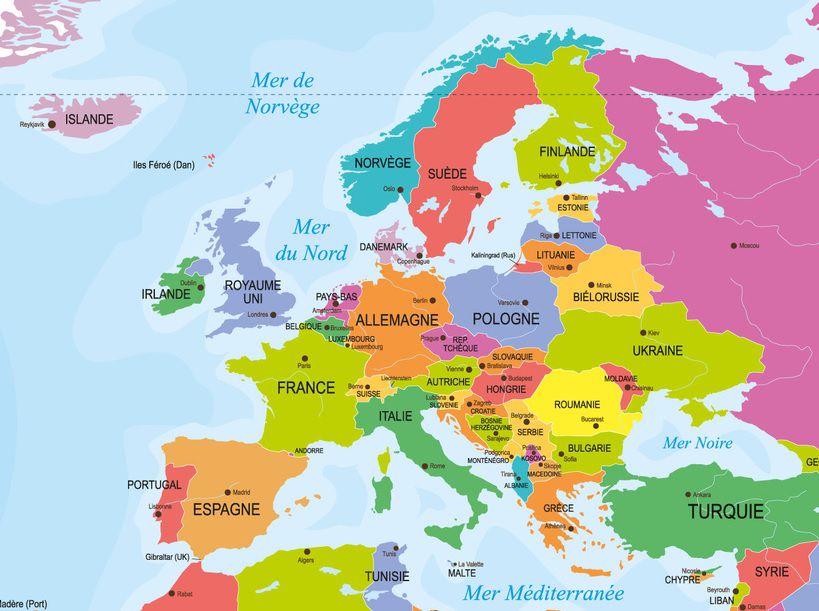 Mer de
Norvège
ISLANDE
Reykjavik
Iles Féroé (Dan)
NORVÈGE
Oslo
SUÈDE
Stockholm
FINLANDE
Helsinki
Tallinn
ESTONIE
Riga
LETTONIE
LITUANIE
Vilnius
Kaliningrad (Rus)
Moscou
Mer
du Nord
DANEMARK
Copenhague
Dublin
IRLANDE
ROYAUME
UNI
Londres
PAYS-BAS
Amsterdam
BELGIQUE
Bruxelles
LUXEMBOURG
Luxembourg
Berlin
ALLEMAGNE
Varsovie
POLOGNE
Minsk
BIÉLORUSSIE
Kiev
UKRAINE
Prague
REP.
TCHÈQUE
SLOVAQUIE
Bratislava
Vienne
AUTRICHE
Liechtenstein
Budapest
HONGRIE
MOLDAVIE
Chisinau
Paris
FRANCE
Berne
SUISSE
Lubiana
SLOVÉNIE
Zagreb
CROATIE
ROUMANIE
Bucarest
Belgrade
SERBIE
BOSNIE
HERZÉGOVINE
Sarajevo
ITALIE
Rome
ANDORRE
Podgorica
MONTÉNÉGRO
Pristina
KOSOVO
Skopje
MACEDOINE
Sofia
BULGARIE
Mer Noire
GE
Tirana
ALBANIE
GRÈCE
Athènes
Ankara
TURQUIE
PORTUGAL
Lisbonne
Madrid
ESPAGNE
Gibraltar (UK)
Alger
Tunis
TUNISIE
La Valette
MALTE
Mer Méditerranée
Nicosie
CHYPRE
Beyrouth
LIBAN
SYRIE
Damas
Rabat
Madère (Port)